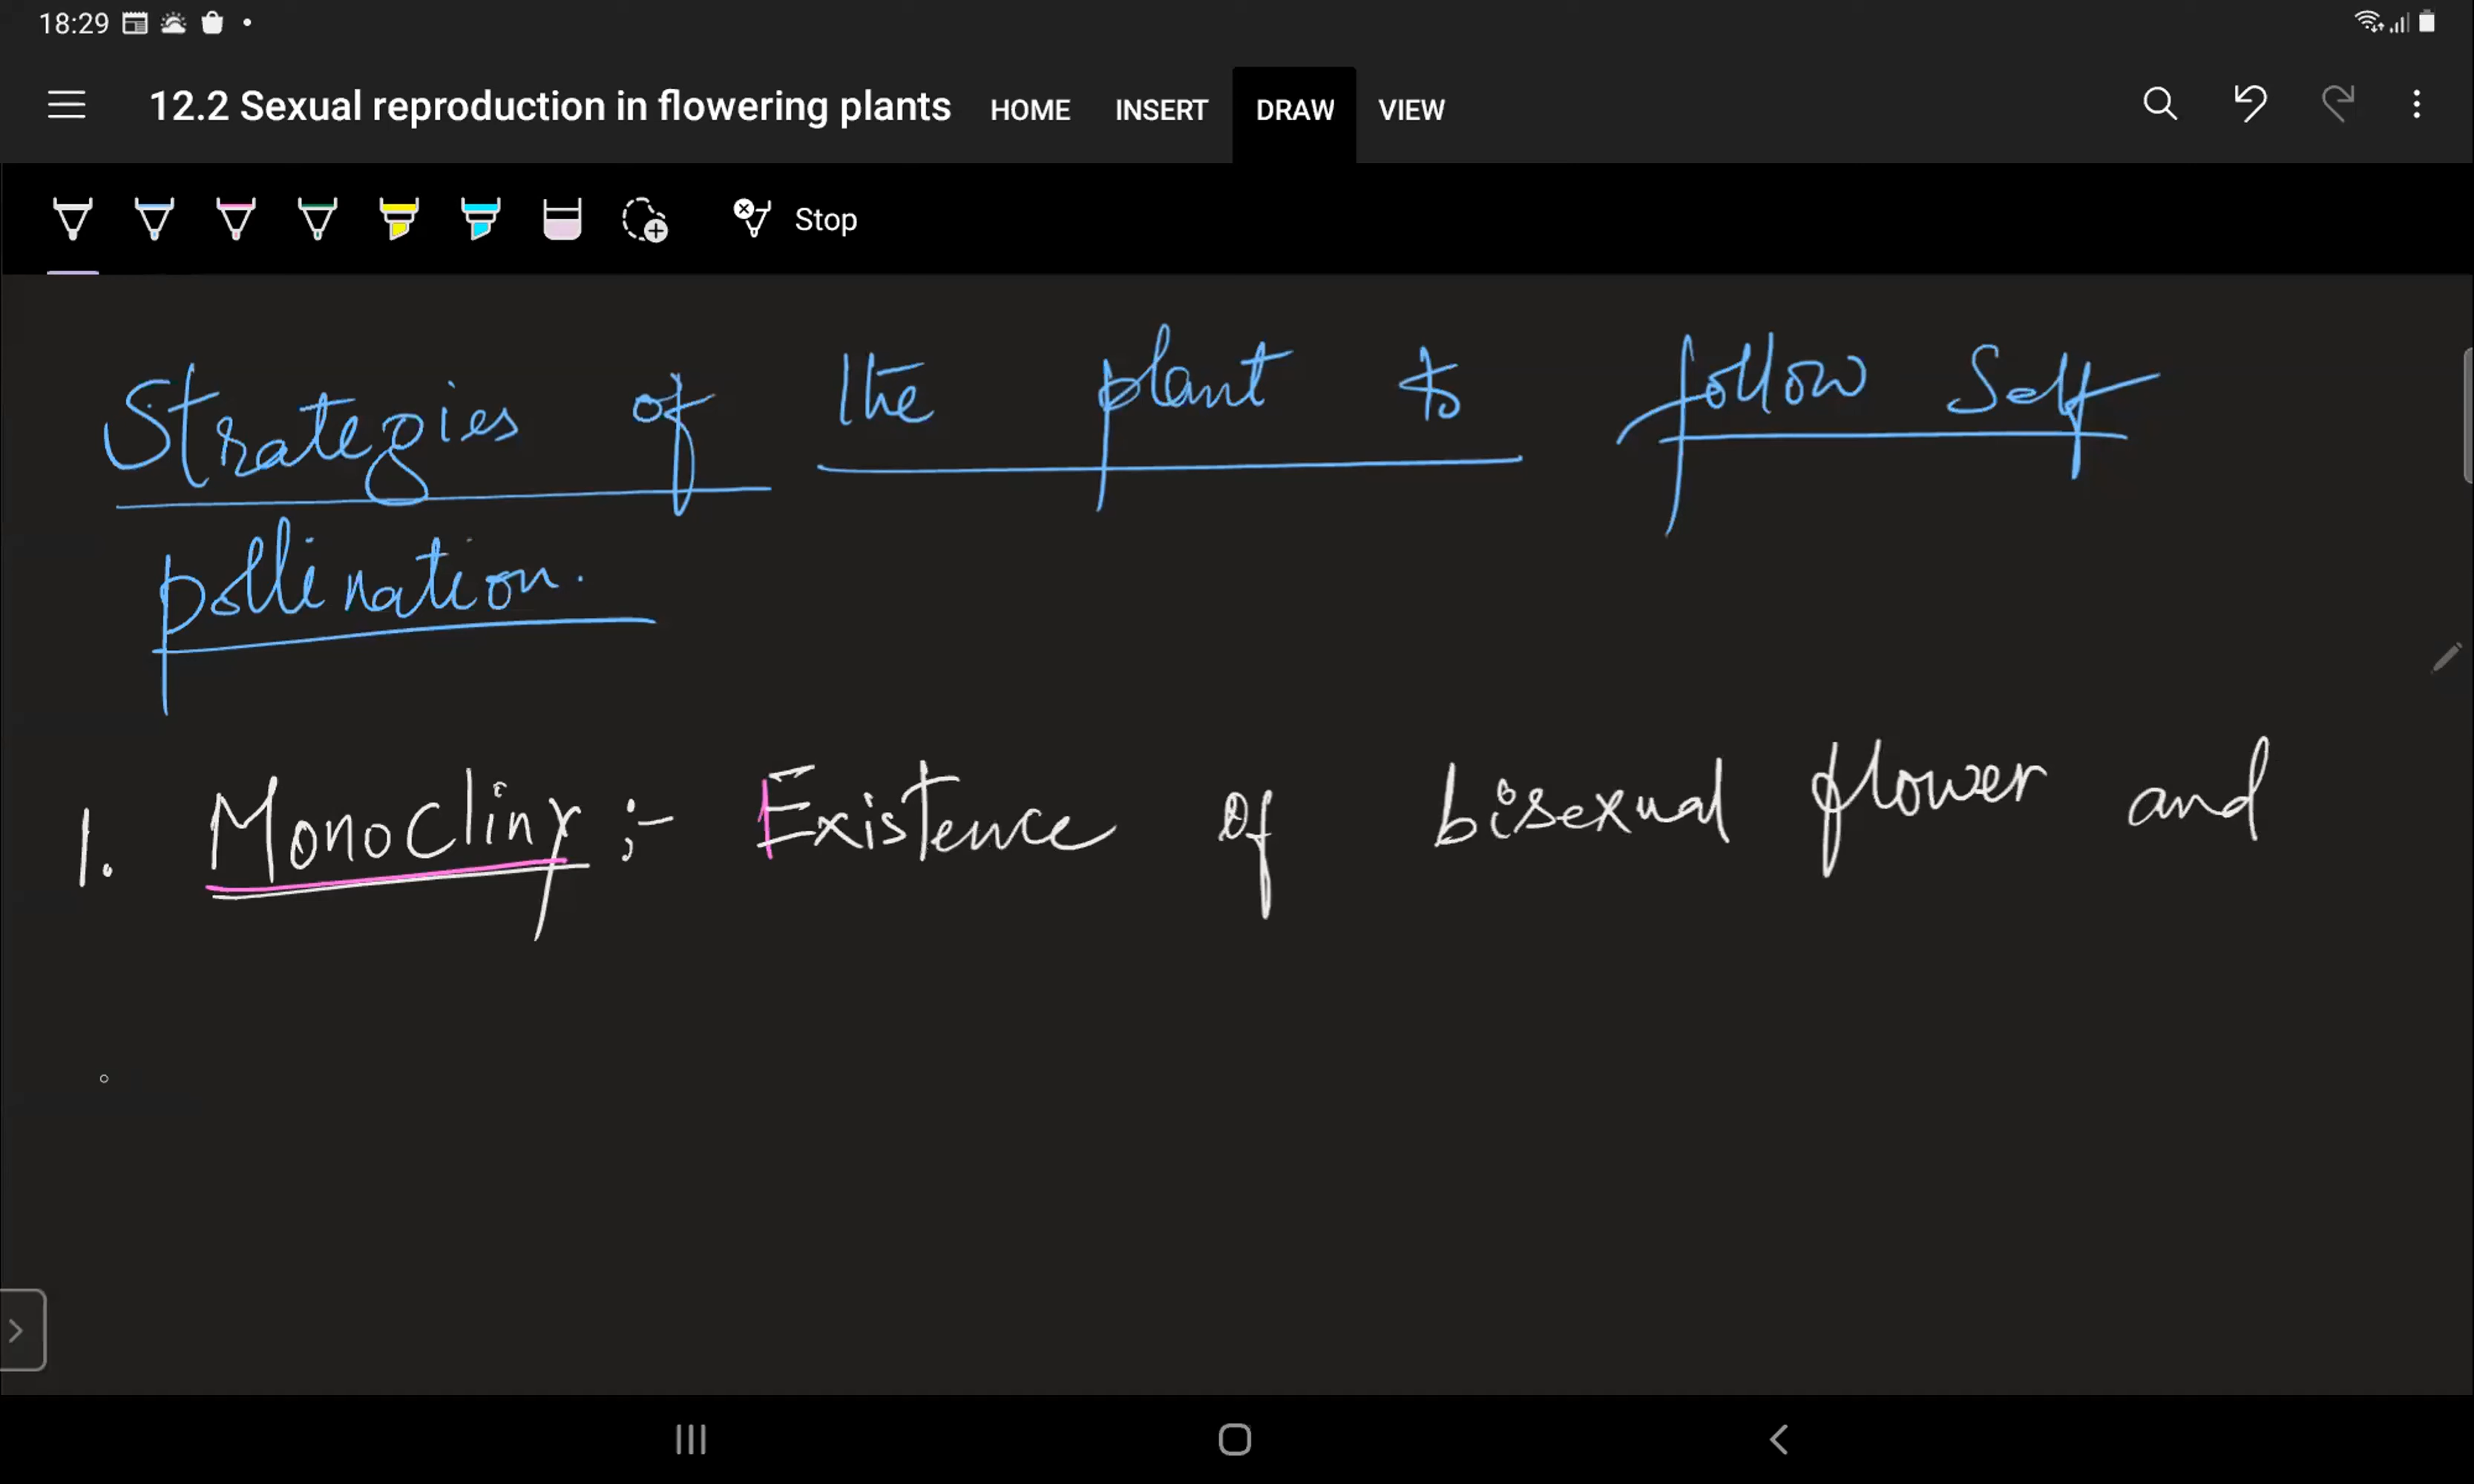 18:29
12.2 Sexual reproduction in flowering plants HOME INSERT DRAW VIEW
Stop
Strategies of the plant to follow Self
pollination.
1. Monocliny :- Existence of bisexual flower and